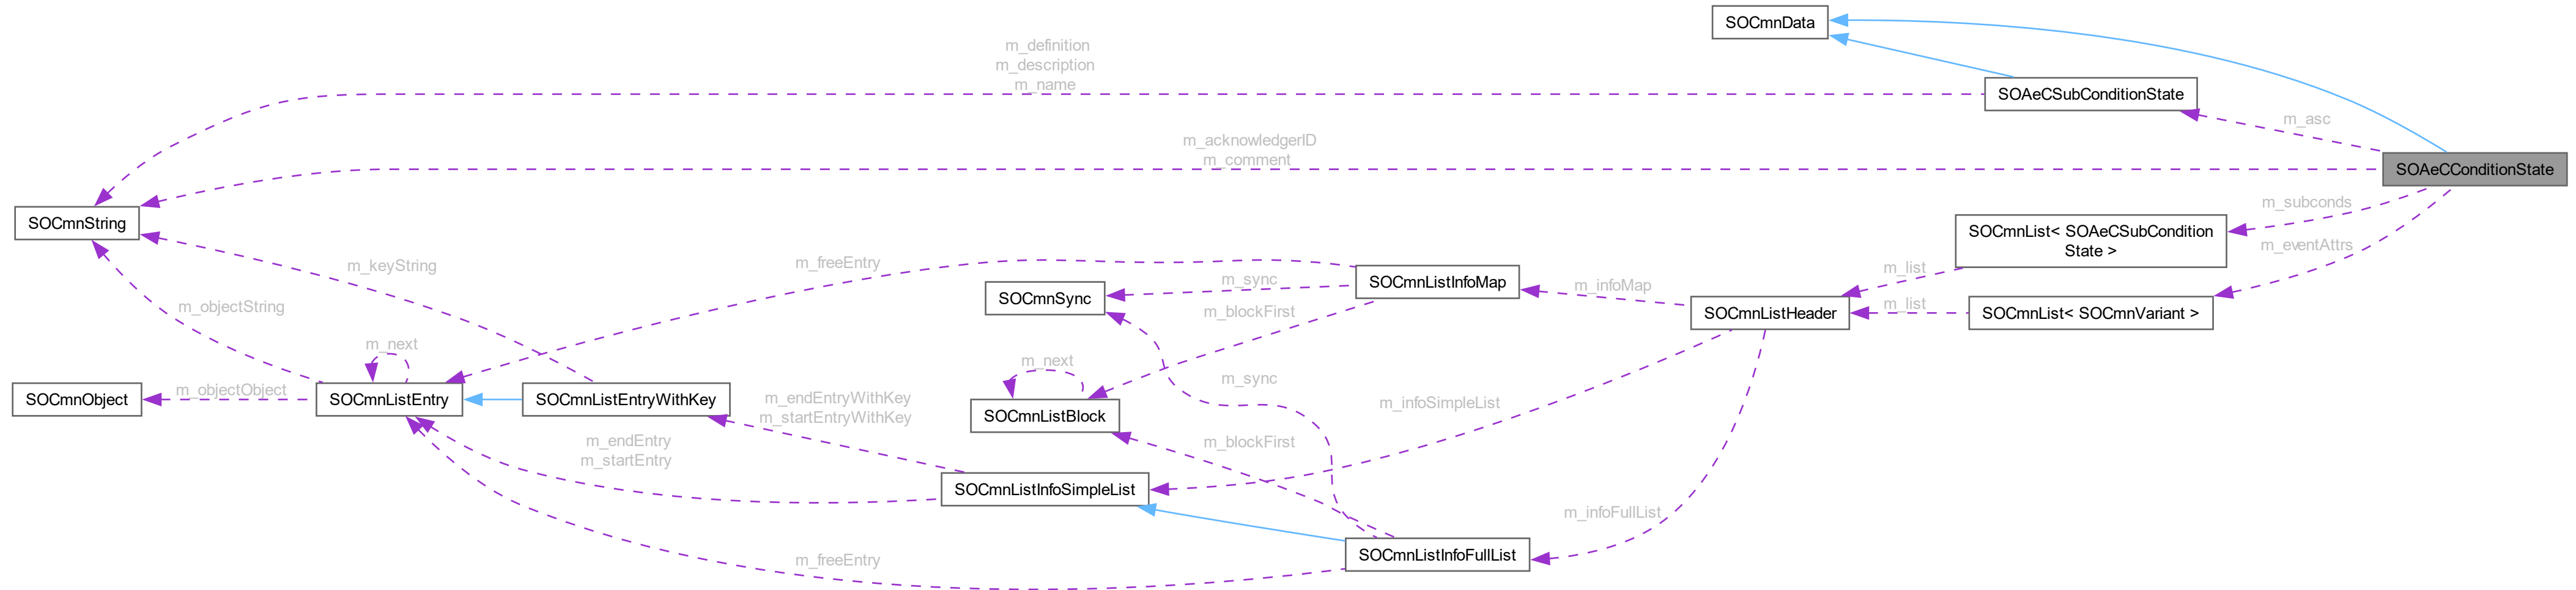 SOCmnData
m_definition
m_description
m_name
SOAeCSubConditionState
m_asc
m_acknowledgerID
m_comment
SOAeCConditionState
SOCmnString
m_subconds
SOCmnList< SOAeCSubCondition
State >
m_eventAttrs
m_keyString
m_freeEntry
m_sync
SOCmnListInfoMap
m_list
m_infoMap
SOCmnSync
m_objectString
m_blockFirst
SOCmnListHeader
m_list
SOCmnList< SOCmnVariant >
m_next
m_next
m_sync
SOCmnObject
m_objectObject
SOCmnListEntry
SOCmnListEntryWithKey
m_endEntryWithKey
m_startEntryWithKey
SOCmnListBlock
m_infoSimpleList
m_endEntry
m_startEntry
m_blockFirst
SOCmnListInfoSimpleList
m_infoFullList
m_freeEntry
SOCmnListInfoFullList